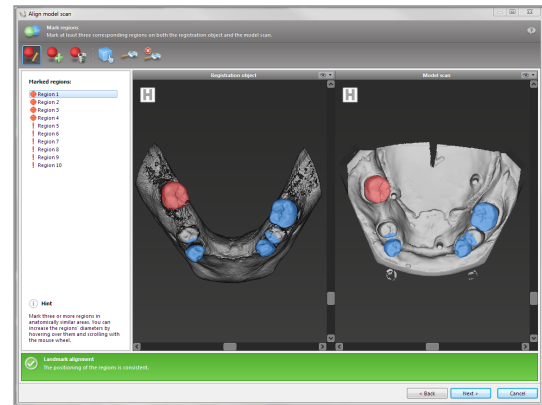 Align model scan
Mark regions
Mark at least three corresponding regions on both the registration object and the model scan.
Marked regions:
Region 1
Region 2
Region 3
Region 4
Region 5
Region 6
Region 7
Region 8
Region 9
Region 10
Registration object
Model scan
H
H
Hint
Mark three or more regions in
anatomically similar areas. You can
increase the regions' diameters by
hovering over them and scrolling with
the mouse wheel.
Landmark alignment
The positioning of the regions is consistent.
< Back
Next >
Cancel